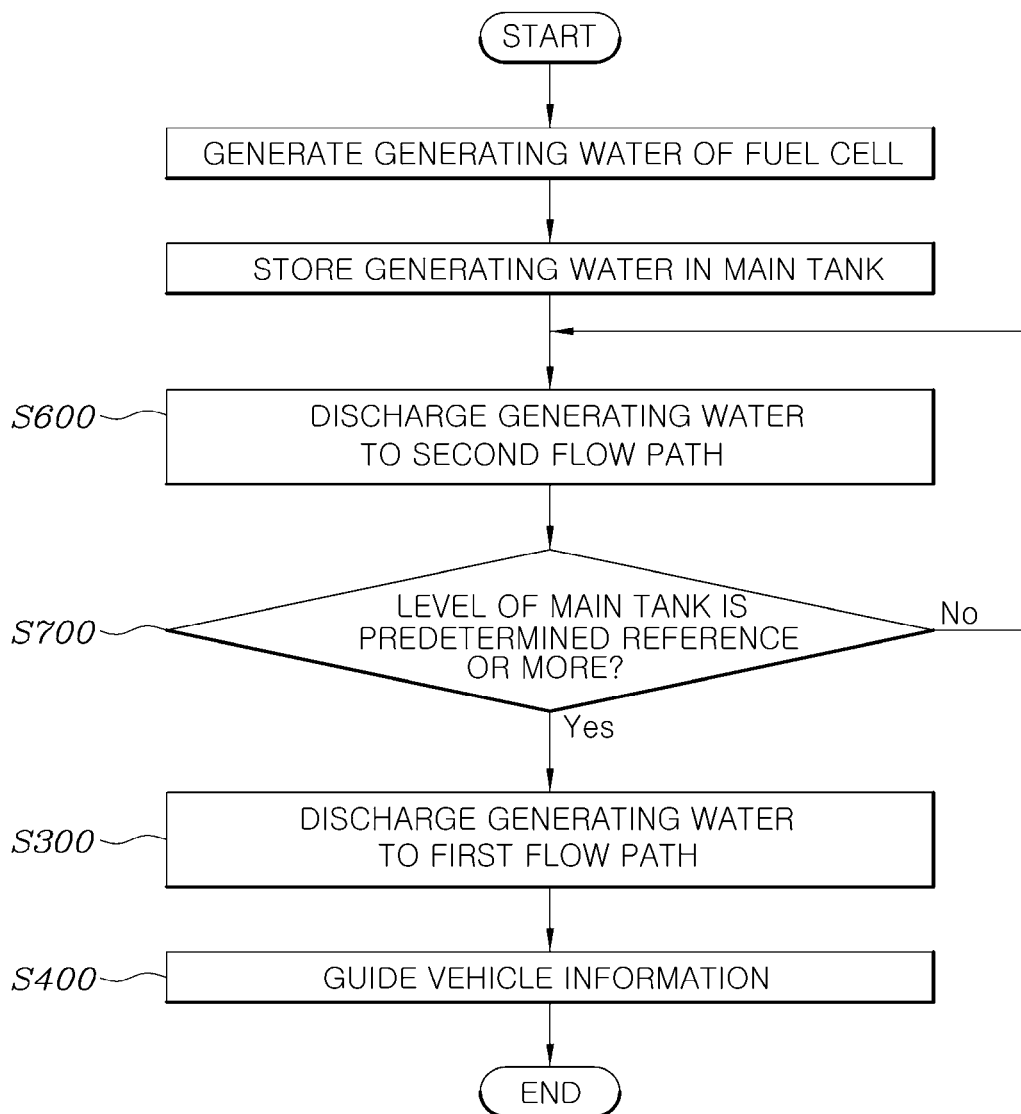 START
GENERATE GENERATING WATER OF FUEL CELL
STORE GENERATING WATER IN MAIN TANK
S600
DISCHARGE GENERATING WATER
TO SECOND FLOW PATH
S700
LEVEL OF MAIN TANK IS
PREDETERMINED REFERENCE
OR MORE?
No
Yes
S300
DISCHARGE GENERATING WATER
TO FIRST FLOW PATH
S400
GUIDE VEHICLE INFORMATION
END